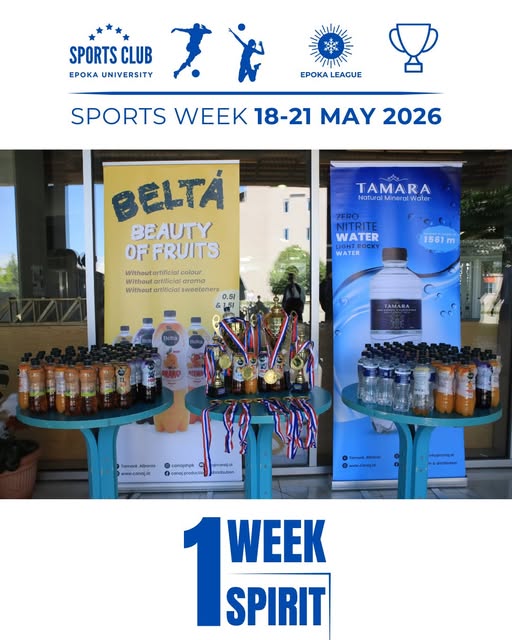 SPORTS CLUB
EPOKA UNIVERSITY
EPOKA LEAGUE
SPORTS WEEK 18-21 MAY 2026
BELTÁ
BEAUTY
OF FRUITS
Without artificial colour
Without artificial aroma
Without artificial sweeteners
0.5l
& 1.5l
TAMARA
Natural Mineral Water
ZERO
NITRITE
WATER
LIGHT ROCKY
WATER
1561 m
TAMARA
1 WEEK
SPIRIT